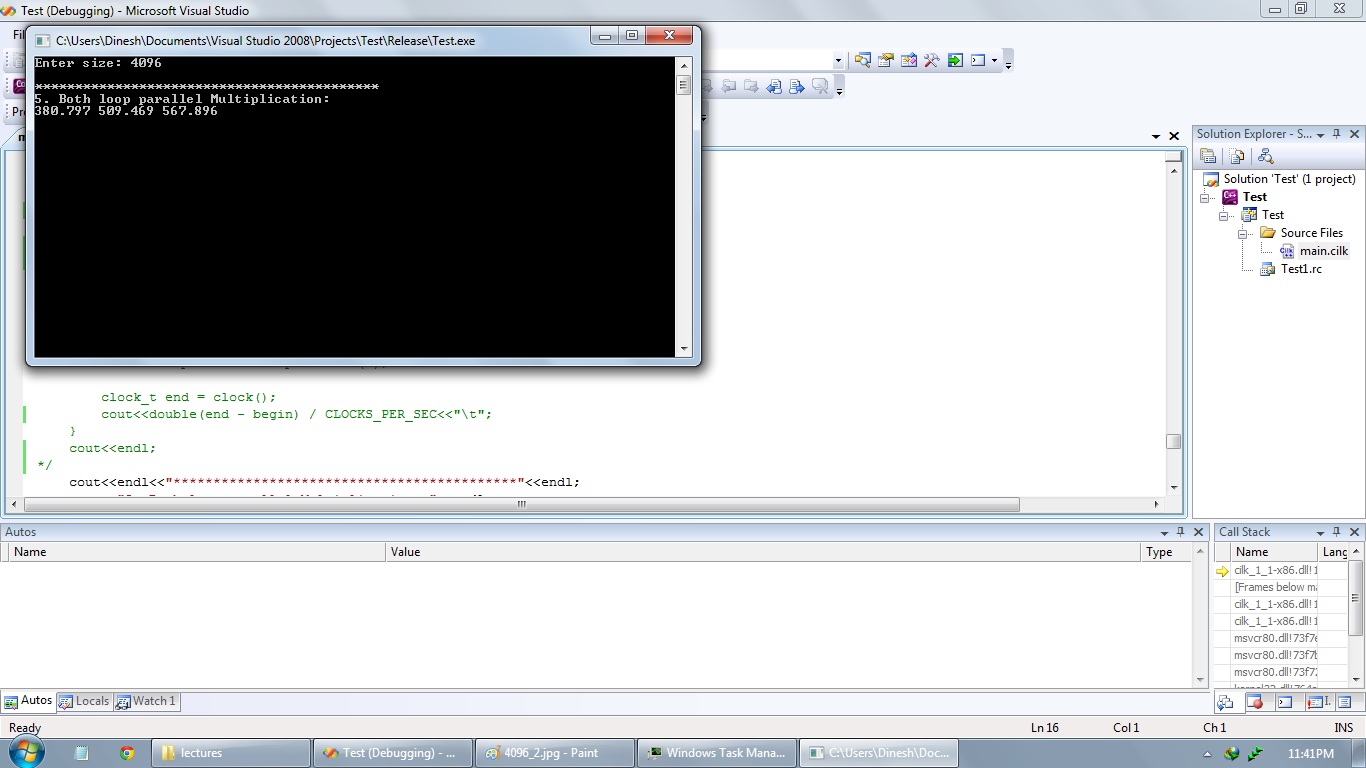 Test (Debugging) - Microsoft Visual Studio
C:\Users\Dinesh\Documents\Visual Studio 2008\Projects\Test\Release\Test.exe
Enter size: 4096
*******************************************
5. Both loop parallel Multiplication:
380.797 509.469 567.896
clock_t end = clock();
cout<<double(end - begin) / CLOCKS_PER_SEC<<"\t";
}
cout<<endl;
*/
cout<<endl<<"*******************************************"<<endl;
Solution Explorer - S...
Solution 'Test' (1 project)
Test
Test
Source Files
main.cilk
Test1.rc
Autos
Name Value Type
Call Stack
Name Lang
cilk_1_1-x86.dll!1
[Frames below ma
cilk_1_1-x86.dll!1
cilk_1_1-x86.dll!1
msvcr80.dll!73f7e
msvcr80.dll!73f7b
msvcr80.dll!73f72
Autos Locals Watch 1
Ready Ln 16 Col 1 Ch 1 INS
lectures
Test (Debugging) - ...
4096_2.jpg - Paint
Windows Task Mana...
C:\Users\Dinesh\Doc...
11:41PM